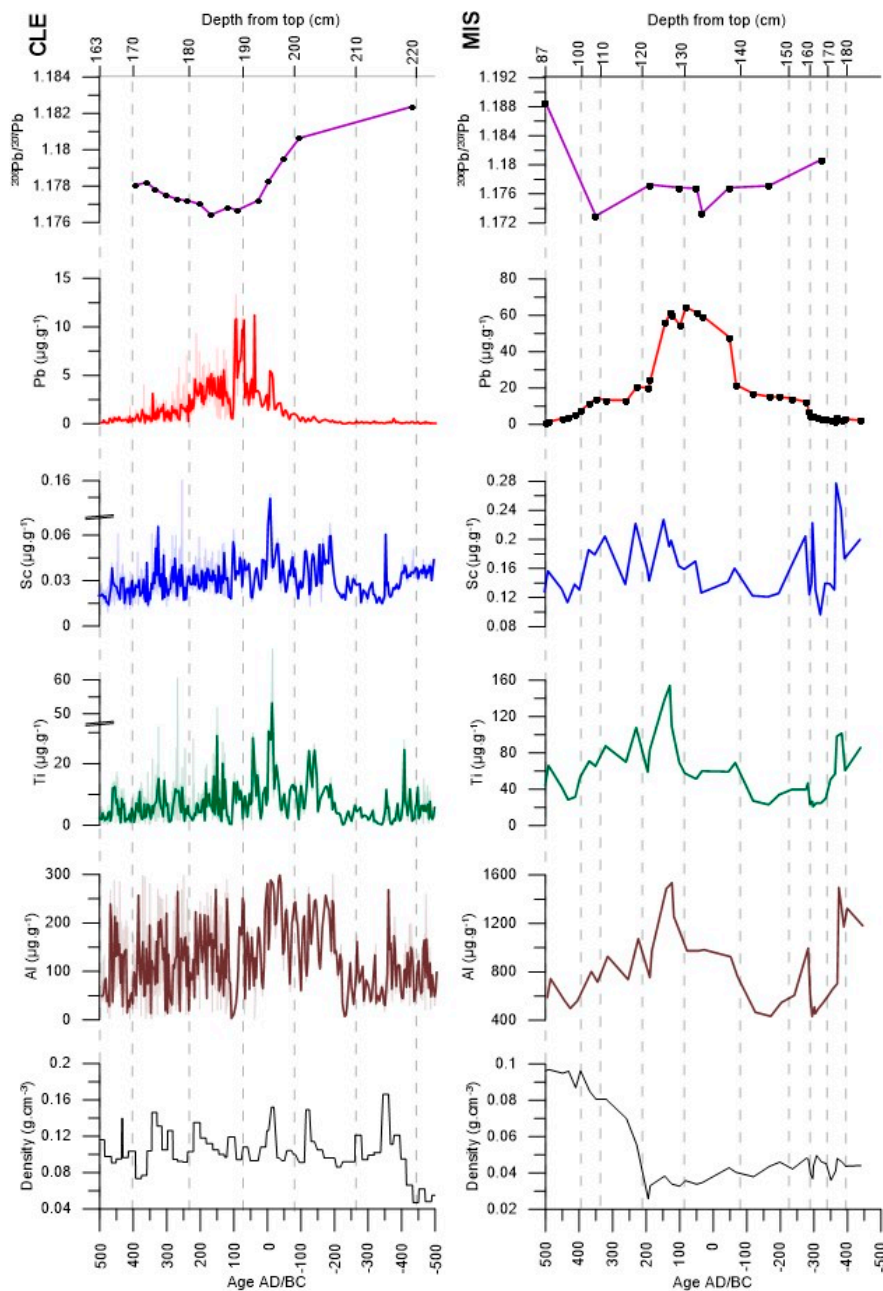 CLE
Depth from top (cm)
163 170 180 190 200 210 220
1.184
1.182
1.18
1.178
1.176
²⁰⁶Pb/²⁰⁷Pb
15
10
5
0
Pb (µg.g⁻¹)
0.16
0.06
0.03
0
Sc (µg.g⁻¹)
60
50
20
0
Ti (µg.g⁻¹)
300
200
100
0
Al (µg.g⁻¹)
0.2
0.16
0.12
0.08
0.04
Density (g.cm⁻³)
500 400 300 200 100 0 -100 -200 -300 -400 -500
Age AD/BC
MIS
Depth from top (cm)
87 -100 -110 -120 -130 -140 -150 -160 -170 -180
1.192
1.188
1.184
1.18
1.176
1.172
²⁰⁶Pb/²⁰⁷Pb
80
60
40
20
0
Pb (µg.g⁻¹)
0.28
0.24
0.2
0.16
0.12
0.08
Sc (µg.g⁻¹)
160
120
80
40
0
Ti (µg.g⁻¹)
1600
1200
800
400
Al (µg.g⁻¹)
0.1
0.08
0.06
0.04
0.02
Density (g.cm⁻³)
500 400 300 200 100 0 -100 -200 -300 -400 -500
Age AD/BC